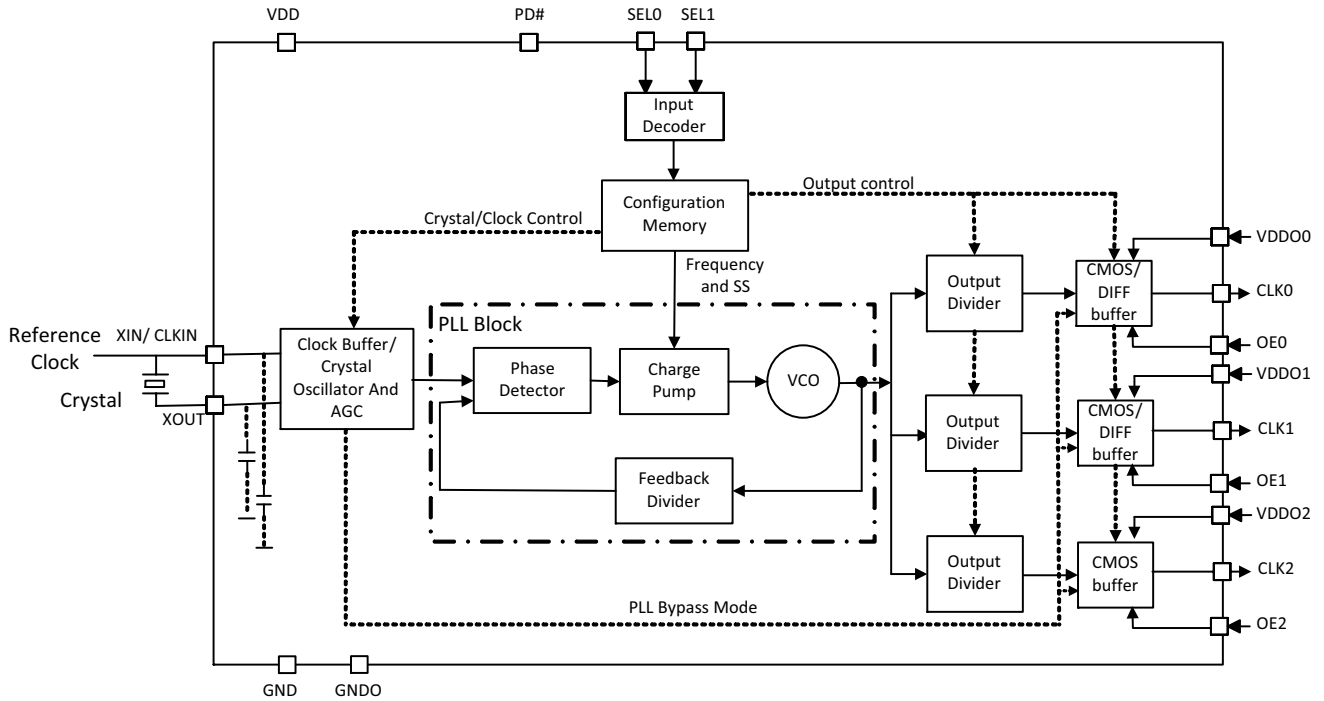 VDD
PD#
SEL0
SEL1
Input
Decoder
Configuration
Memory
Output control
Crystal/Clock Control
Frequency
and SS
VDDO0
CMOS/
DIFF
buffer
CLK0
OE0
Output
Divider
PLL Block
Reference
Clock
XIN/ CLKIN
Crystal
XOUT
Clock Buffer/
Crystal
Oscillator And
AGC
Phase
Detector
Charge
Pump
VCO
VDDO1
CMOS/
DIFF
buffer
CLK1
OE1
Output
Divider
Feedback
Divider
VDDO2
CMOS
buffer
CLK2
OE2
Output
Divider
PLL Bypass Mode
GND
GNDO